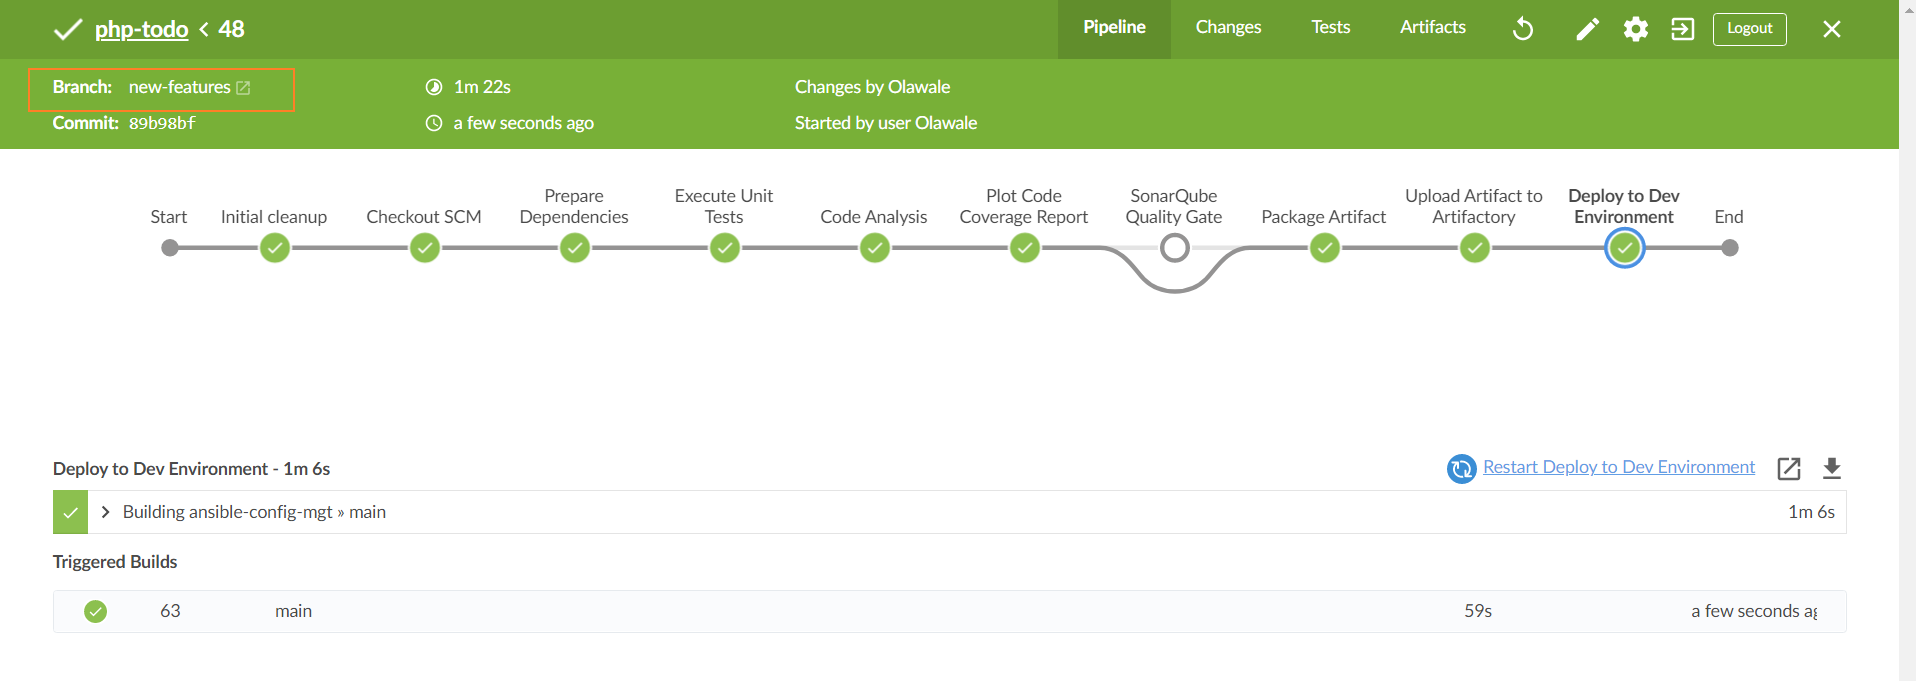 php-todo < 48
Pipeline
Changes
Tests
Artifacts
Logout
Branch: new-features
1m 22s
Changes by Olawale
Commit: 89b98bf
a few seconds ago
Started by user Olawale
Start
Initial cleanup
Checkout SCM
Prepare
Dependencies
Execute Unit
Tests
Code Analysis
Plot Code
Coverage Report
SonarQube
Quality Gate
Package Artifact
Upload Artifact to
Artifactory
Deploy to Dev
Environment
End
Deploy to Dev Environment - 1m 6s
Restart Deploy to Dev Environment
Building ansible-config-mgt » main
1m 6s
Triggered Builds
63
main
59s
a few seconds